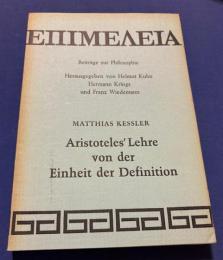 ΕΠΙΜΕΛΕΙΑ
Beiträge zur Philosophie
Herausgegeben von Helmut Kuhn
Hermann Krings
und Franz Wiedmann
MATTHIAS KESSLER
Aristoteles' Lehre
von der
Einheit der Definition